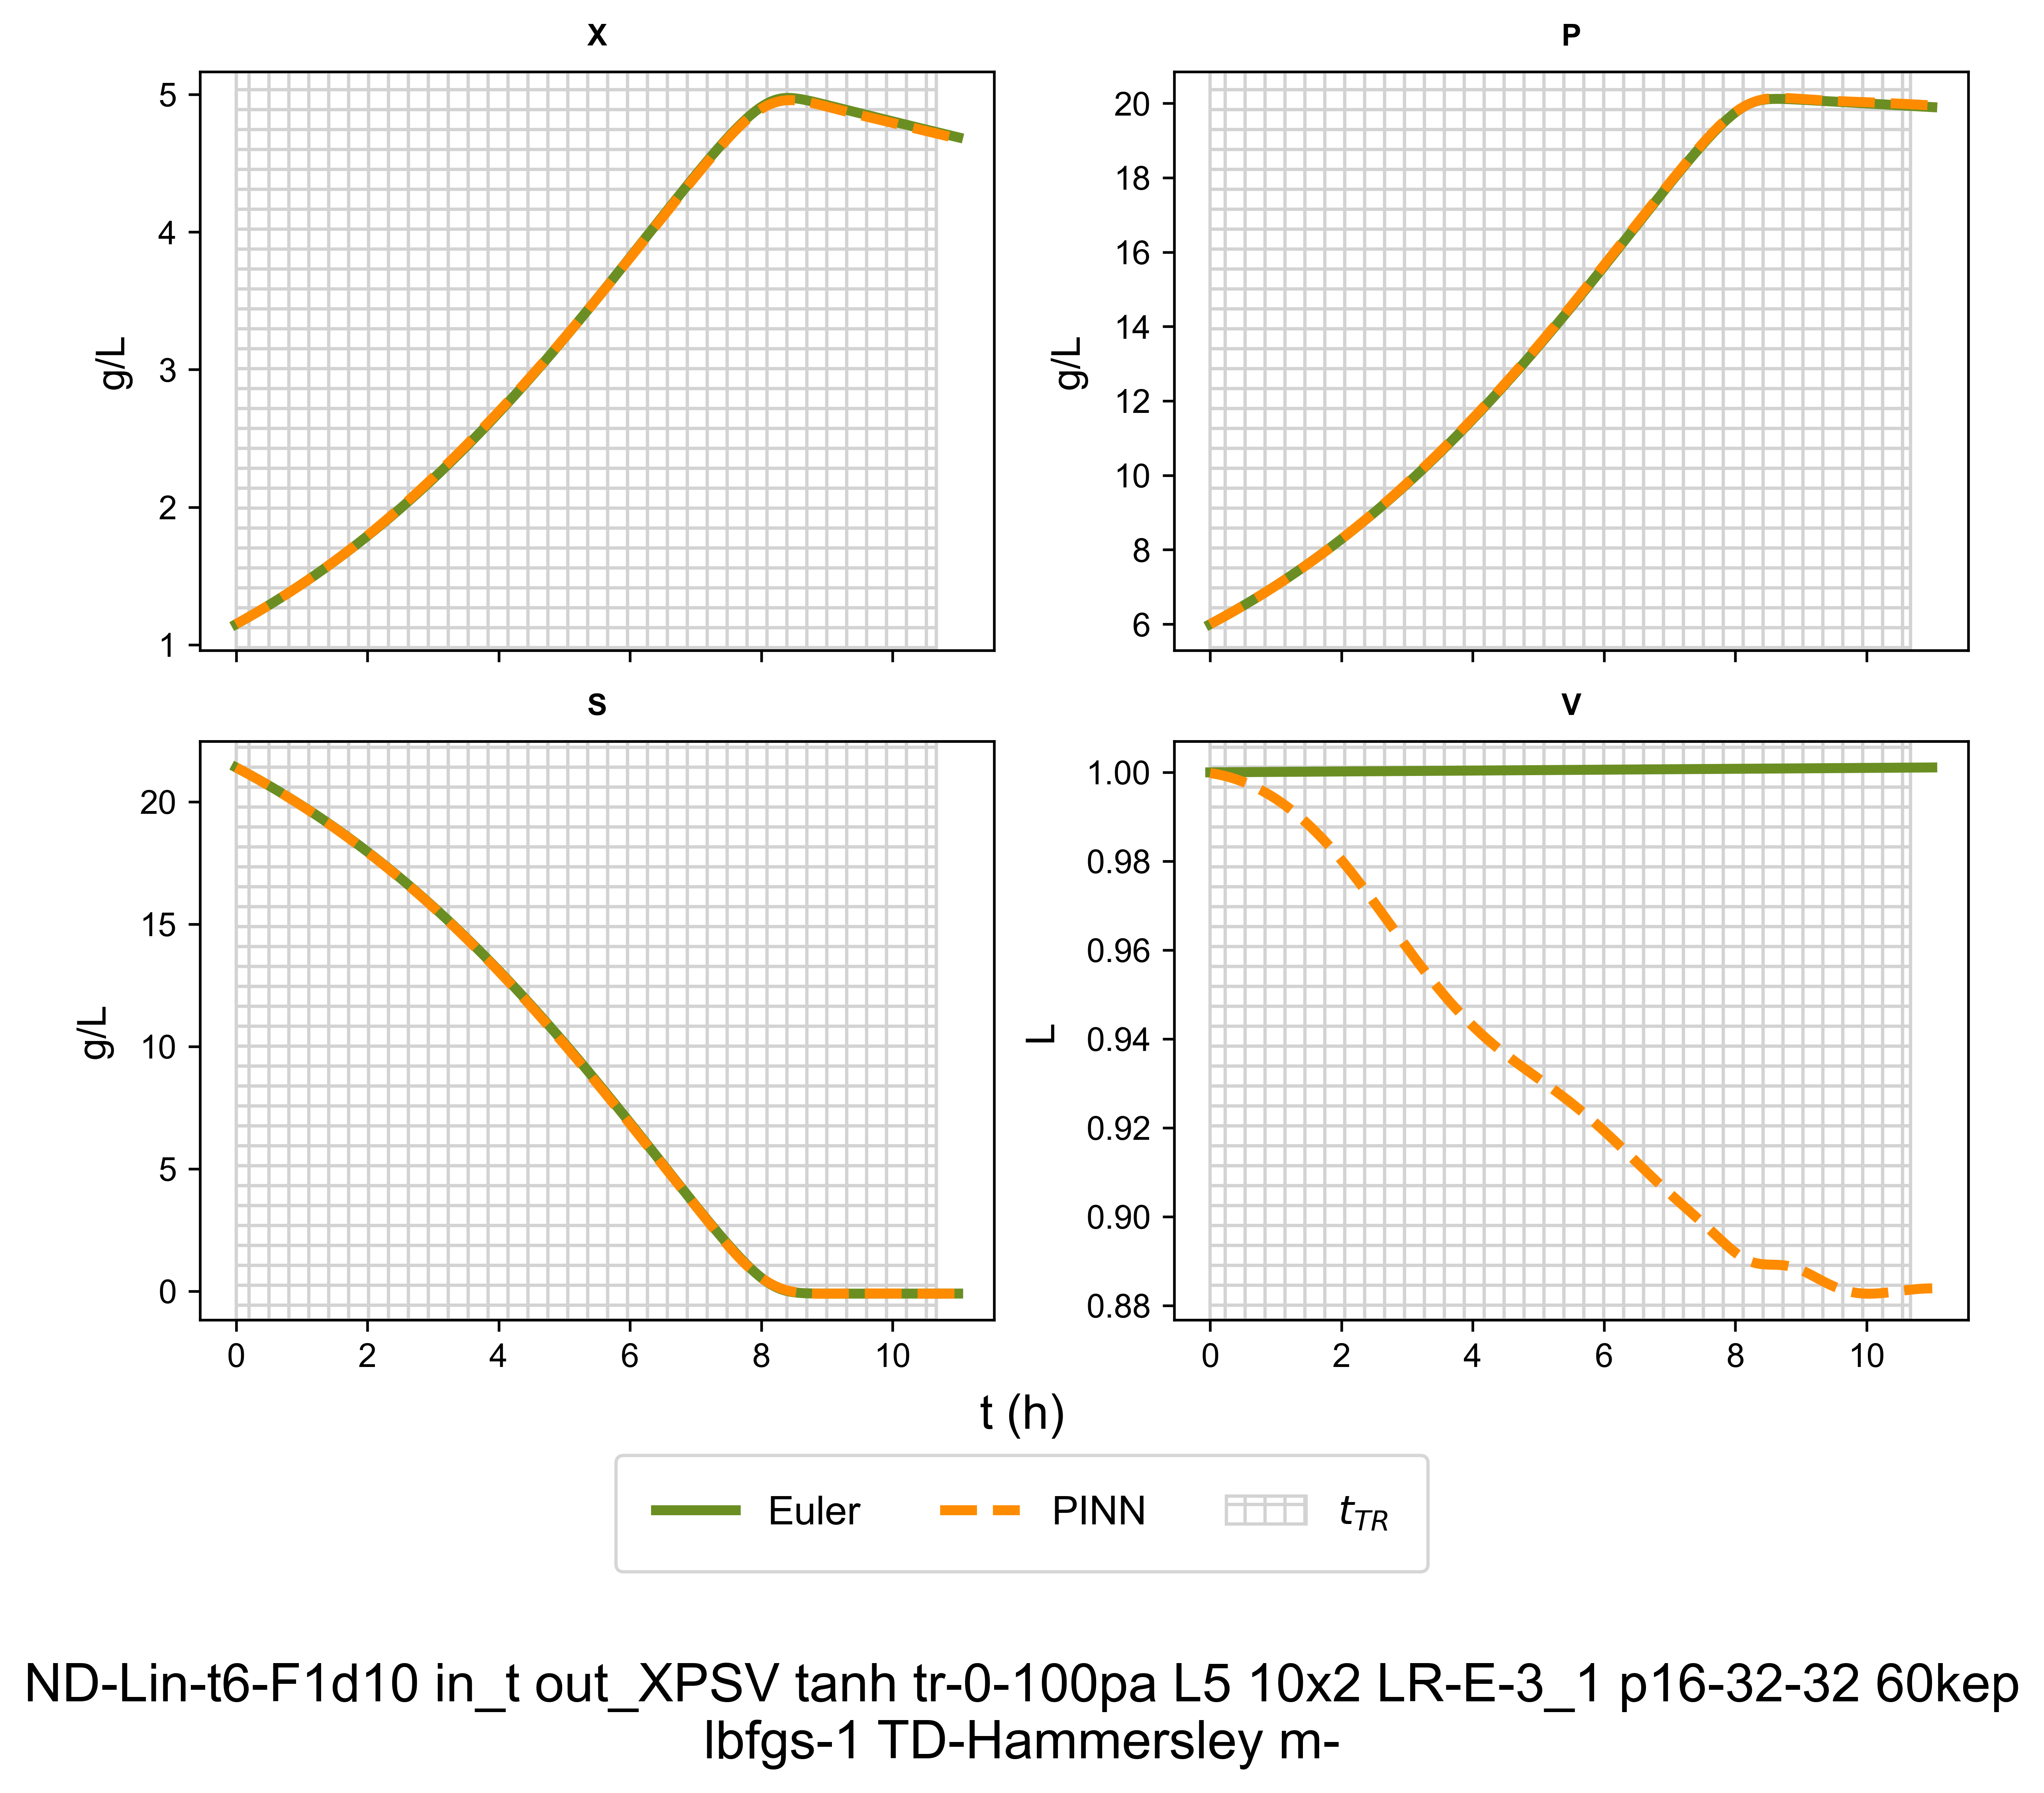 X
P
5
4
3
2
1
g/L
20
18
16
14
12
10
8
6
g/L
S
V
20
15
10
5
0
g/L
0 2 4 6 8 10
1.00
0.98
0.96
0.94
0.92
0.90
0.88
L
0 2 4 6 8 10
t (h)
Euler PINN t_TR
ND-Lin-t6-F1d10 in_t out_XPSV tanh tr-0-100pa L5 10x2 LR-E-3_1 p16-32-32 60kep
lbfgs-1 TD-Hammersley m-